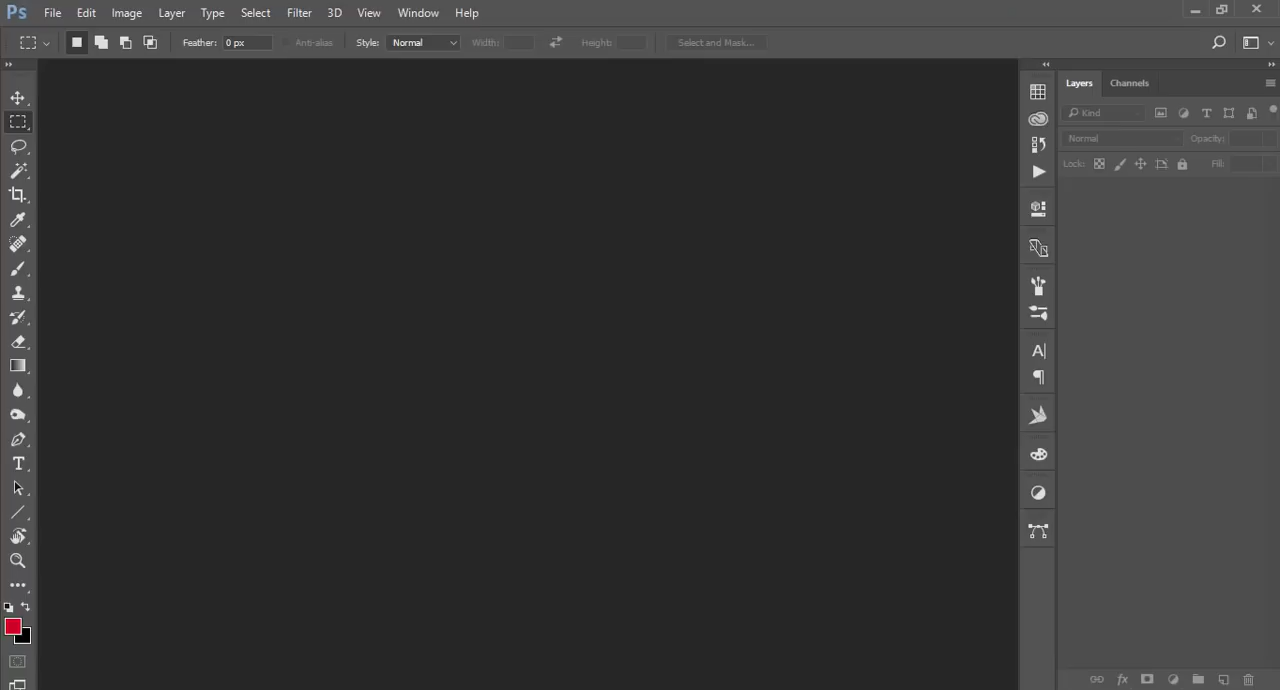 Ps File Edit Image Layer Type Select Filter 3D View Window Help
Feather: 0 px Anti-alias Style: Normal Width: Height: Select and Mask...
Layers Channels
Kind
Normal Opacity:
Lock: Fill: